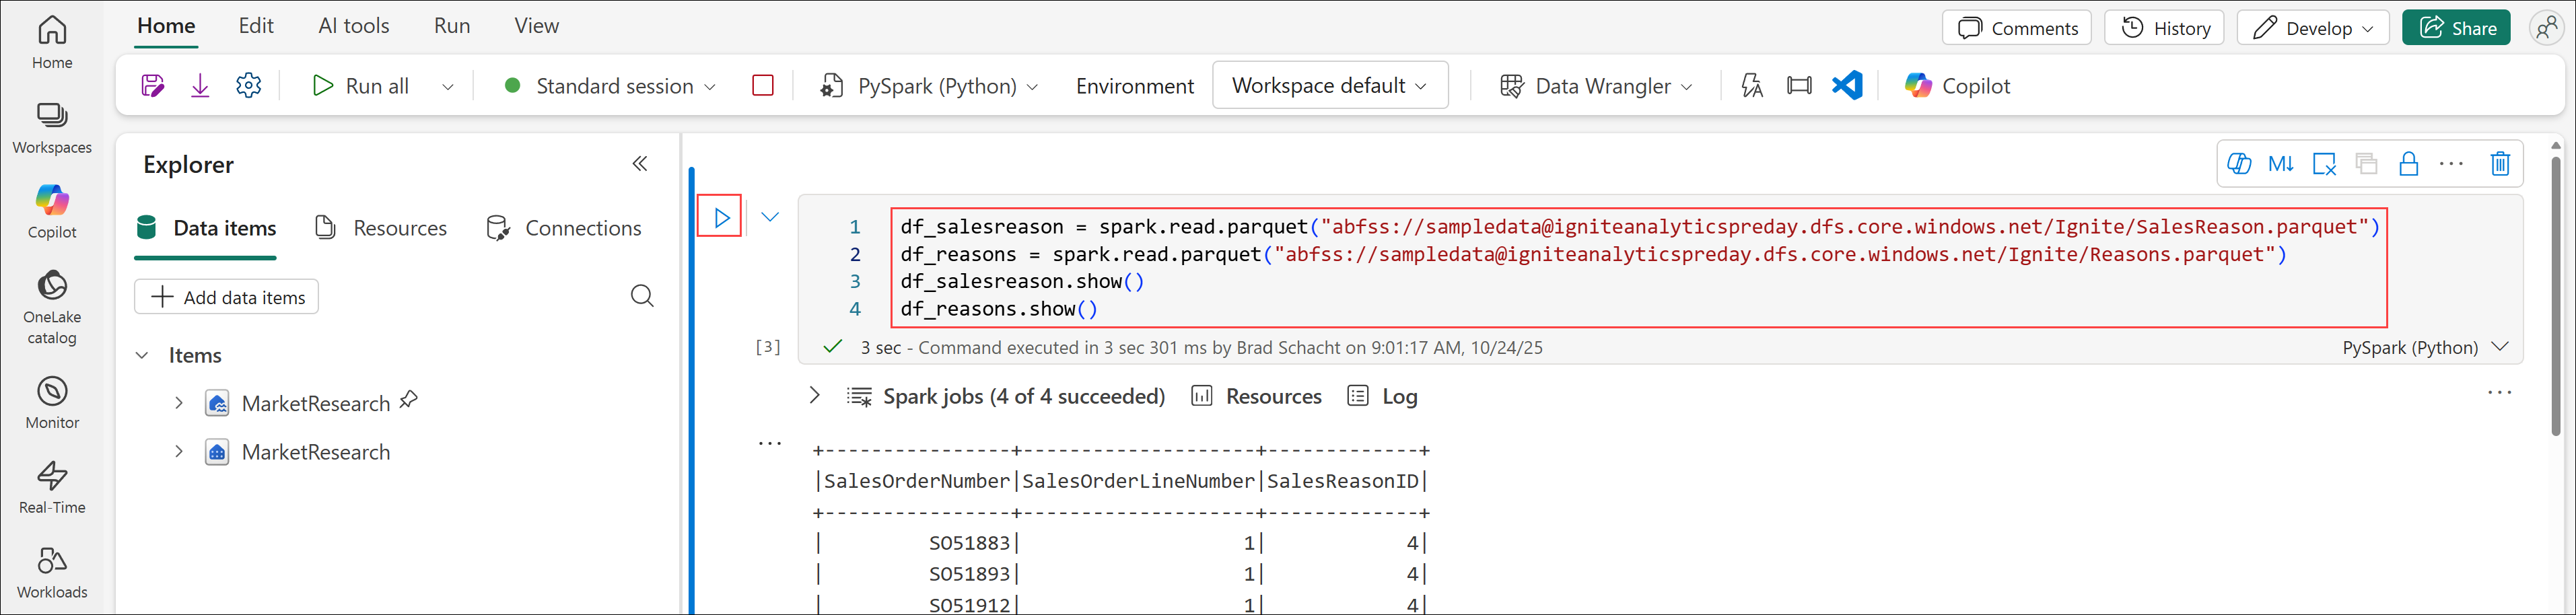 Home
Edit
AI tools
Run
View
Comments
History
Develop
Share
Home
Workspaces
Copilot
OneLake
catalog
Monitor
Real-Time
Workloads
Run all
Standard session
PySpark (Python)
Environment
Workspace default
Data Wrangler
Copilot
Explorer
Data items
Resources
Connections
Add data items
Items
MarketResearch
MarketResearch
M↓
1 df_salesreason = spark.read.parquet("abfss://sampledata@igniteanalyticspreday.dfs.core.windows.net/Ignite/SalesReason.parquet")
2 df_reasons = spark.read.parquet("abfss://sampledata@igniteanalyticspreday.dfs.core.windows.net/Ignite/Reasons.parquet")
3 df_salesreason.show()
4 df_reasons.show()
[3] 3 sec - Command executed in 3 sec 301 ms by Brad Schacht on 9:01:17 AM, 10/24/25 PySpark (Python)
Spark jobs (4 of 4 succeeded) Resources Log
+----------------+--------------------+-------------+
|SalesOrderNumber|SalesOrderLineNumber|SalesReasonID|
+----------------+--------------------+-------------+
|         SO51883|                   1|            4|
|         SO51893|                   1|            4|
|         SO51912|                   1|            4|